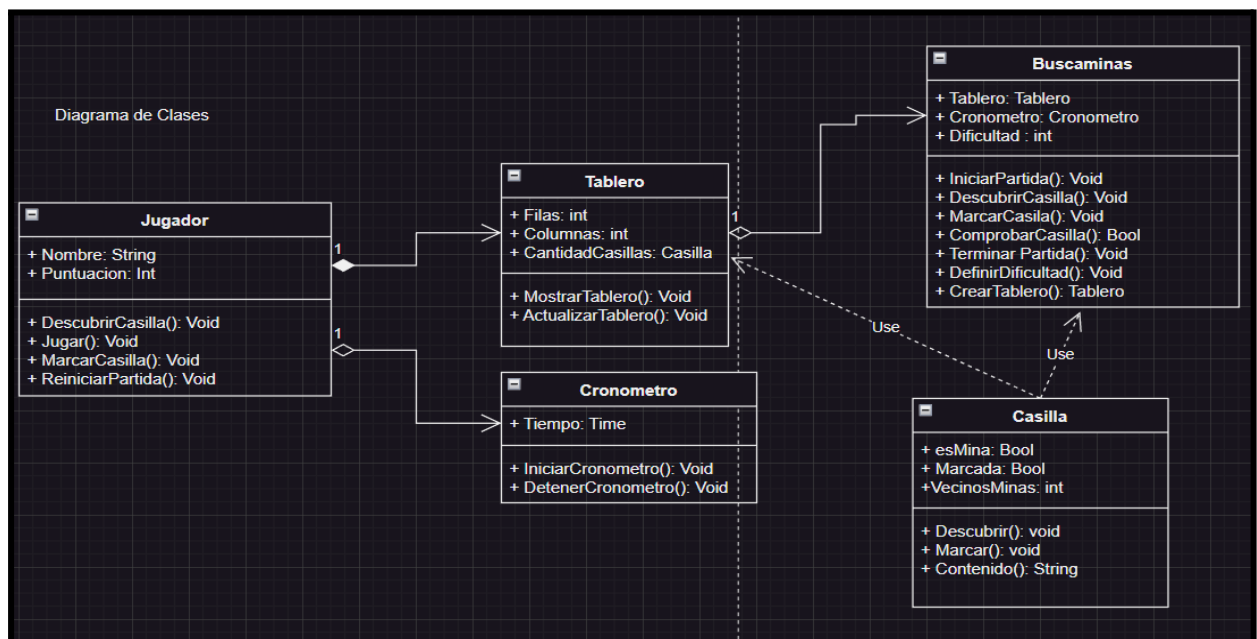 Diagrama de Clases
Jugador
+ Nombre: String
+ Puntuacion: Int
+ DescubrirCasilla(): Void
+ Jugar(): Void
+ MarcarCasilla(): Void
+ ReiniciarPartida(): Void
1
1
Tablero
+ Filas: int
+ Columnas: int
+ CantidadCasillas: Casilla
+ MostrarTablero(): Void
+ ActualizarTablero(): Void
1
Cronometro
+ Tiempo: Time
+ IniciarCronometro(): Void
+ DetenerCronometro(): Void
Buscaminas
+ Tablero: Tablero
+ Cronometro: Cronometro
+ Dificultad : int
+ IniciarPartida(): Void
+ DescubrirCasilla(): Void
+ MarcarCasila(): Void
+ ComprobarCasilla(): Bool
+ Terminar Partida(): Void
+ DefinirDificultad(): Void
+ CrearTablero(): Tablero
Use
Use
Casilla
+ esMina: Bool
+ Marcada: Bool
+VecinosMinas: int
+ Descubrir(): void
+ Marcar(): void
+ Contenido(): String